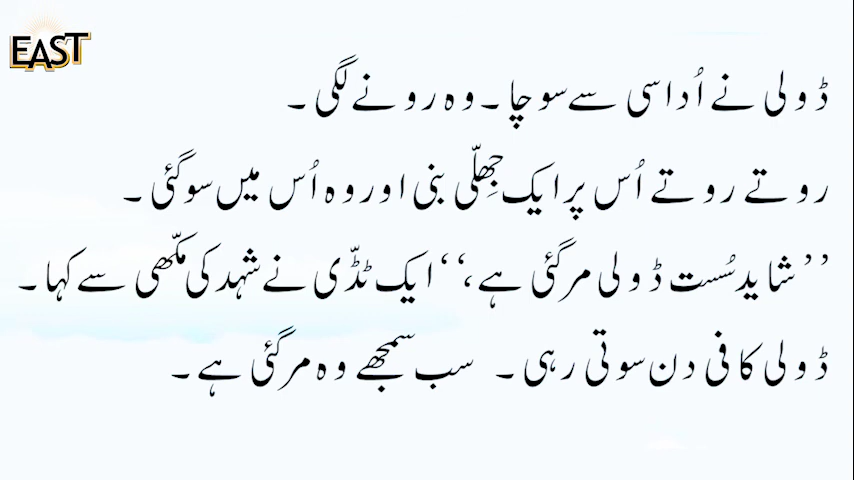 EAST
ڈولی نے اُداسی سے سوچا۔ وہ رونے لگی۔
روتے روتے اُس پر ایک جِھلّی بنی اور وہ اُس میں سوگئی۔
’’شاید سُست ڈولی مرگئی ہے،‘‘ ایک ٹڈّی نے شہد کی مکّھی سے کہا۔
ڈولی کافی دن سوتی رہی۔ سب سمجھے وہ مرگئی ہے۔